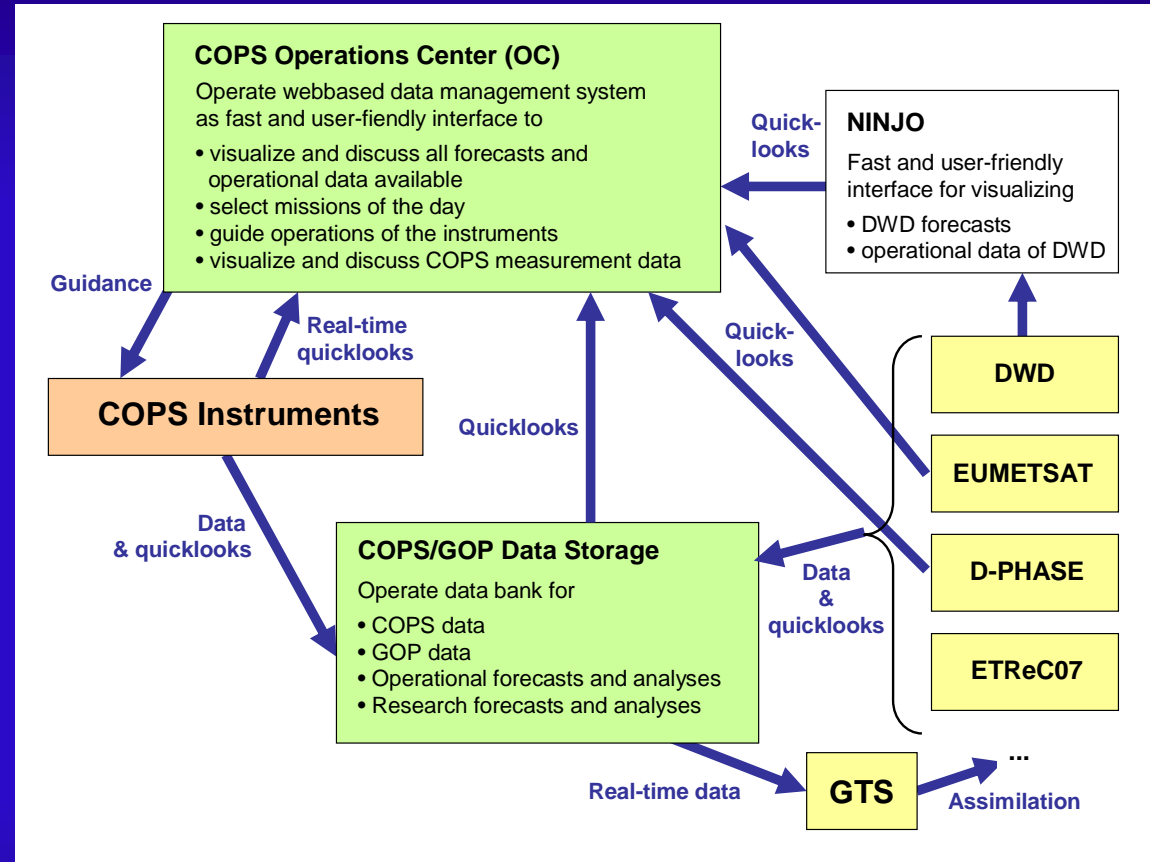 COPS Operations Center (OC)
Operate webbased data management system
as fast and user-fiendly interface to
• visualize and discuss all forecasts and
operational data available
• select missions of the day
• guide operations of the instruments
• visualize and discuss COPS measurement data
Quick-
looks
NINJO
Fast and user-friendly
interface for visualizing
• DWD forecasts
• operational data of DWD
Guidance
Real-time
quicklooks
Quick-
looks
DWD
COPS Instruments
Quicklooks
EUMETSAT
Data
& quicklooks
COPS/GOP Data Storage
Operate data bank for
• COPS data
• GOP data
• Operational forecasts and analyses
• Research forecasts and analyses
Data
&
quicklooks
D-PHASE
ETReC07
...
Real-time data
GTS
Assimilation